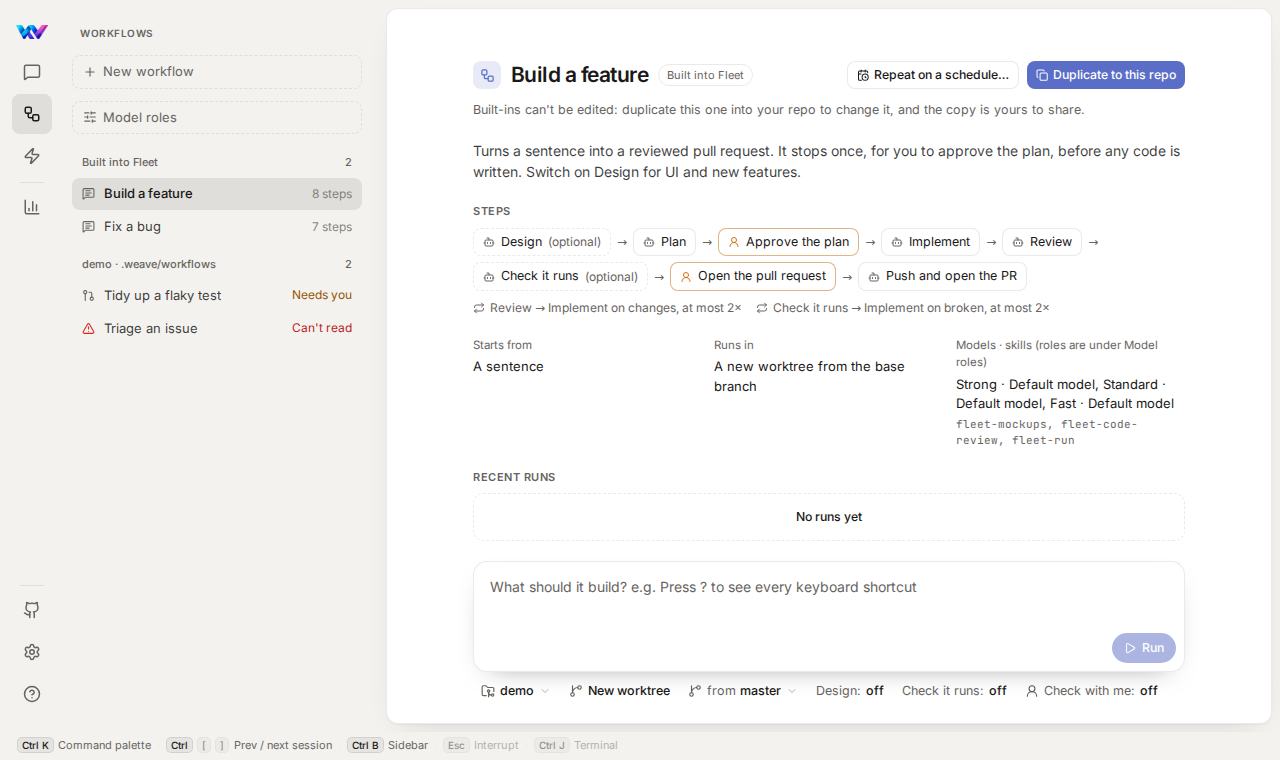 WORKFLOWS
New workflow
Model roles
Built into Fleet 2
Build a feature 8 steps
Fix a bug 7 steps
demo · .weave/workflows 2
Tidy up a flaky test Needs you
Triage an issue Can't read
Build a feature Built into Fleet Repeat on a schedule... Duplicate to this repo
Built-ins can't be edited: duplicate this one into your repo to change it, and the copy is yours to share.
Turns a sentence into a reviewed pull request. It stops once, for you to approve the plan, before any code is
written. Switch on Design for UI and new features.
STEPS
Design (optional) → Plan → Approve the plan → Implement → Review →
Check it runs (optional) → Open the pull request → Push and open the PR
Review → Implement on changes, at most 2× Check it runs → Implement on broken, at most 2×
Starts from
A sentence
Runs in
A new worktree from the base
branch
Models · skills (roles are under Model
roles)
Strong · Default model, Standard ·
Default model, Fast · Default model
fleet-mockups, fleet-code-
review, fleet-run
RECENT RUNS
No runs yet
What should it build? e.g. Press ? to see every keyboard shortcut
Run
demo New worktree from master Design: off Check it runs: off Check with me: off
Ctrl K Command palette Ctrl [ ] Prev / next session Ctrl B Sidebar Esc Interrupt Ctrl J Terminal